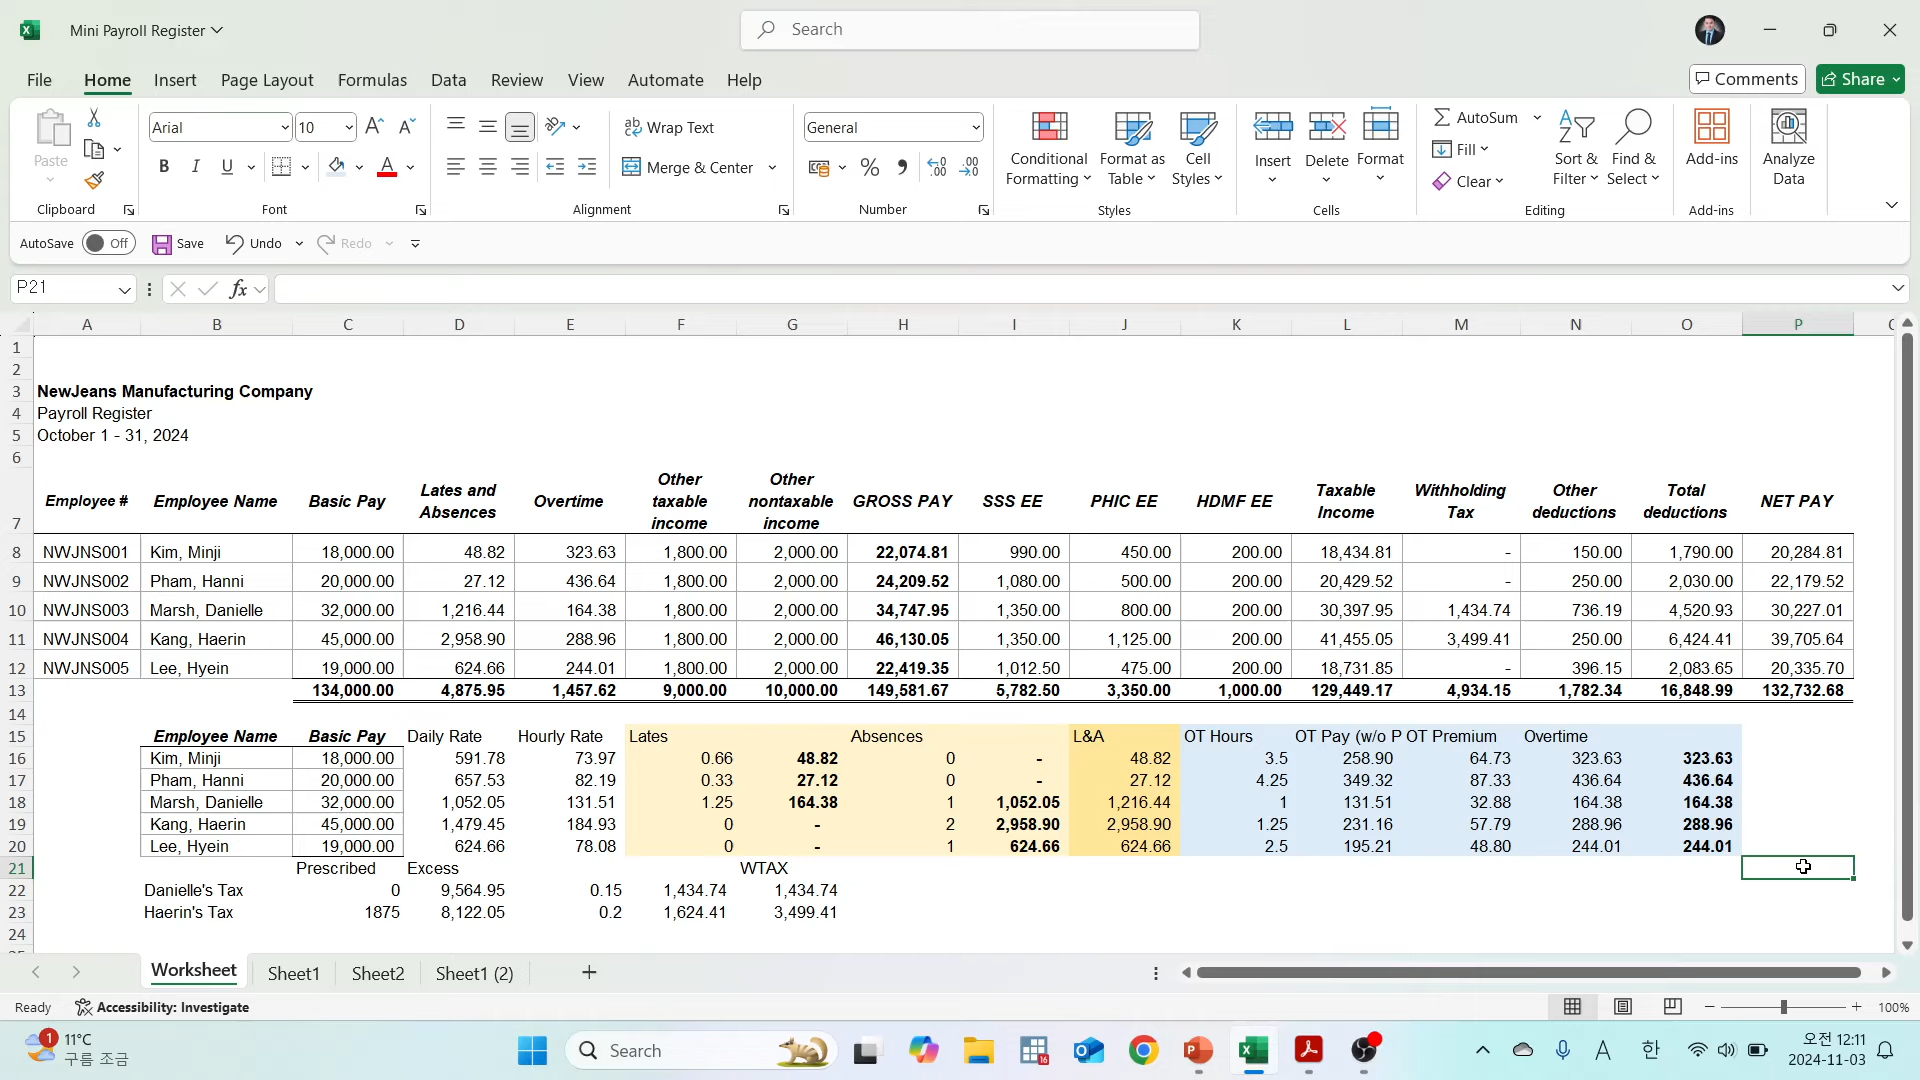 Mini Payroll Register
Search
File Home Insert Page Layout Formulas Data Review View Automate Help
Comments Share
Paste
Arial 10
B I U
Wrap Text
Merge & Center
General
Conditional Formatting
Format as Table
Cell Styles
Insert
Delete
Format
AutoSum
Fill
Clear
Sort & Filter
Find & Select
Add-ins
Analyze Data
Clipboard Font Alignment Number Styles Cells Editing Add-ins
AutoSave Off Save Undo Redo
P21 fx
A B C D E F G H I J K L M N O P
1
2
3 NewJeans Manufacturing Company
4 Payroll Register
5 October 1 - 31, 2024
6
7 Employee # Employee Name Basic Pay Lates and Absences Overtime Other taxable income Other nontaxable income GROSS PAY SSS EE PHIC EE HDMF EE Taxable Income Withholding Tax Other deductions Total deductions NET PAY
8 NWJNS001 Kim, Minji 18,000.00 48.82 323.63 1,800.00 2,000.00 22,074.81 990.00 450.00 200.00 18,434.81 - 150.00 1,790.00 20,284.81
9 NWJNS002 Pham, Hanni 20,000.00 27.12 436.64 1,800.00 2,000.00 24,209.52 1,080.00 500.00 200.00 20,429.52 - 250.00 2,030.00 22,179.52
10 NWJNS003 Marsh, Danielle 32,000.00 1,216.44 164.38 1,800.00 2,000.00 34,747.95 1,350.00 800.00 200.00 30,397.95 1,434.74 736.19 4,520.93 30,227.01
11 NWJNS004 Kang, Haerin 45,000.00 2,958.90 288.96 1,800.00 2,000.00 46,130.05 1,350.00 1,125.00 200.00 41,455.05 3,499.41 250.00 6,424.41 39,705.64
12 NWJNS005 Lee, Hyein 19,000.00 624.66 244.01 1,800.00 2,000.00 22,419.35 1,012.50 475.00 200.00 18,731.85 - 396.15 2,083.65 20,335.70
13 134,000.00 4,875.95 1,457.62 9,000.00 10,000.00 149,581.67 5,782.50 3,350.00 1,000.00 129,449.17 4,934.15 1,782.34 16,848.99 132,732.68
14
15 Employee Name Basic Pay Daily Rate Hourly Rate Lates Absences L&A OT Hours OT Pay (w/o P OT Premium Overtime
16 Kim, Minji 18,000.00 591.78 73.97 0.66 48.82 0 - 48.82 3.5 258.90 64.73 323.63 323.63
17 Pham, Hanni 20,000.00 657.53 82.19 0.33 27.12 0 - 27.12 4.25 349.32 87.33 436.64 436.64
18 Marsh, Danielle 32,000.00 1,052.05 131.51 1.25 164.38 1 1,052.05 1,216.44 1 131.51 32.88 164.38 164.38
19 Kang, Haerin 45,000.00 1,479.45 184.93 0 - 2 2,958.90 2,958.90 1.25 231.16 57.79 288.96 288.96
20 Lee, Hyein 19,000.00 624.66 78.08 0 - 1 624.66 624.66 2.5 195.21 48.80 244.01 244.01
21 Prescribed Excess WTAX
22 Danielle's Tax 0 9,564.95 0.15 1,434.74 1,434.74
23 Haerin's Tax 1875 8,122.05 0.2 1,624.41 3,499.41
24
Worksheet Sheet1 Sheet2 Sheet1 (2)
Ready Accessibility: Investigate 100%
1 11°C
구름 조금
Search
16
A 한
오전 12:11
2024-11-03